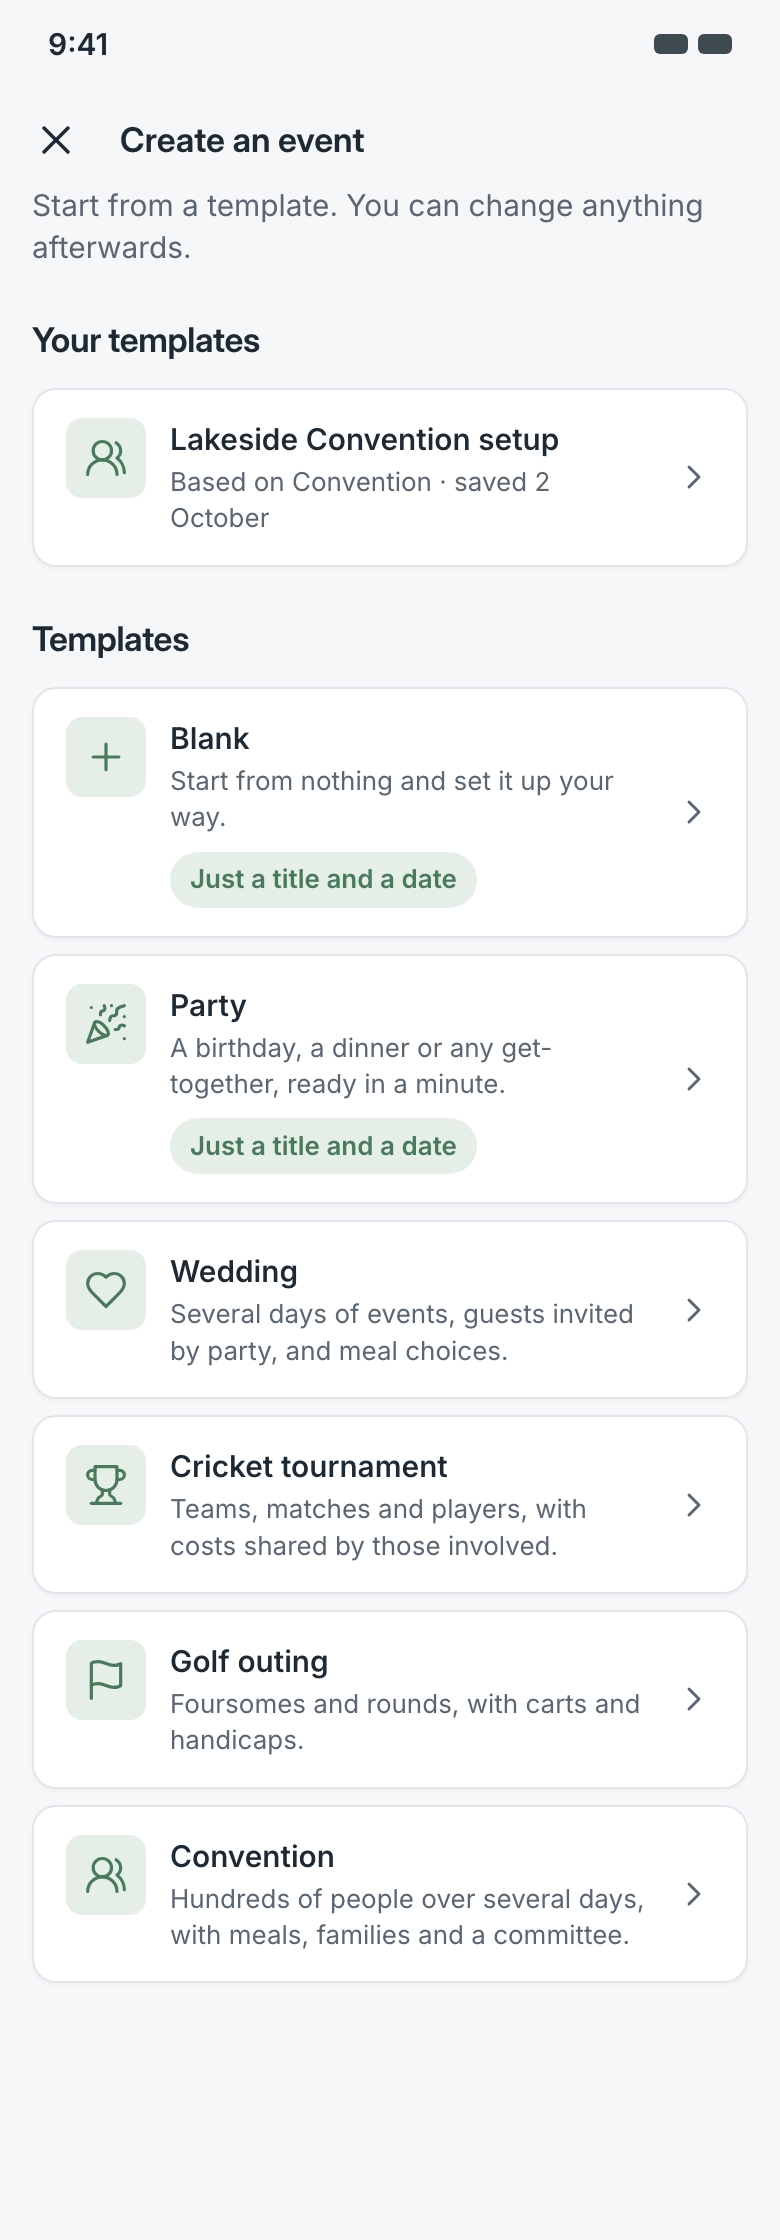 9:41
Create an event
Start from a template. You can change anything
afterwards.
Your templates
Lakeside Convention setup
Based on Convention · saved 2
October
Templates
Blank
Start from nothing and set it up your
way.
Just a title and a date
Party
A birthday, a dinner or any get-
together, ready in a minute.
Just a title and a date
Wedding
Several days of events, guests invited
by party, and meal choices.
Cricket tournament
Teams, matches and players, with
costs shared by those involved.
Golf outing
Foursomes and rounds, with carts and
handicaps.
Convention
Hundreds of people over several days,
with meals, families and a committee.